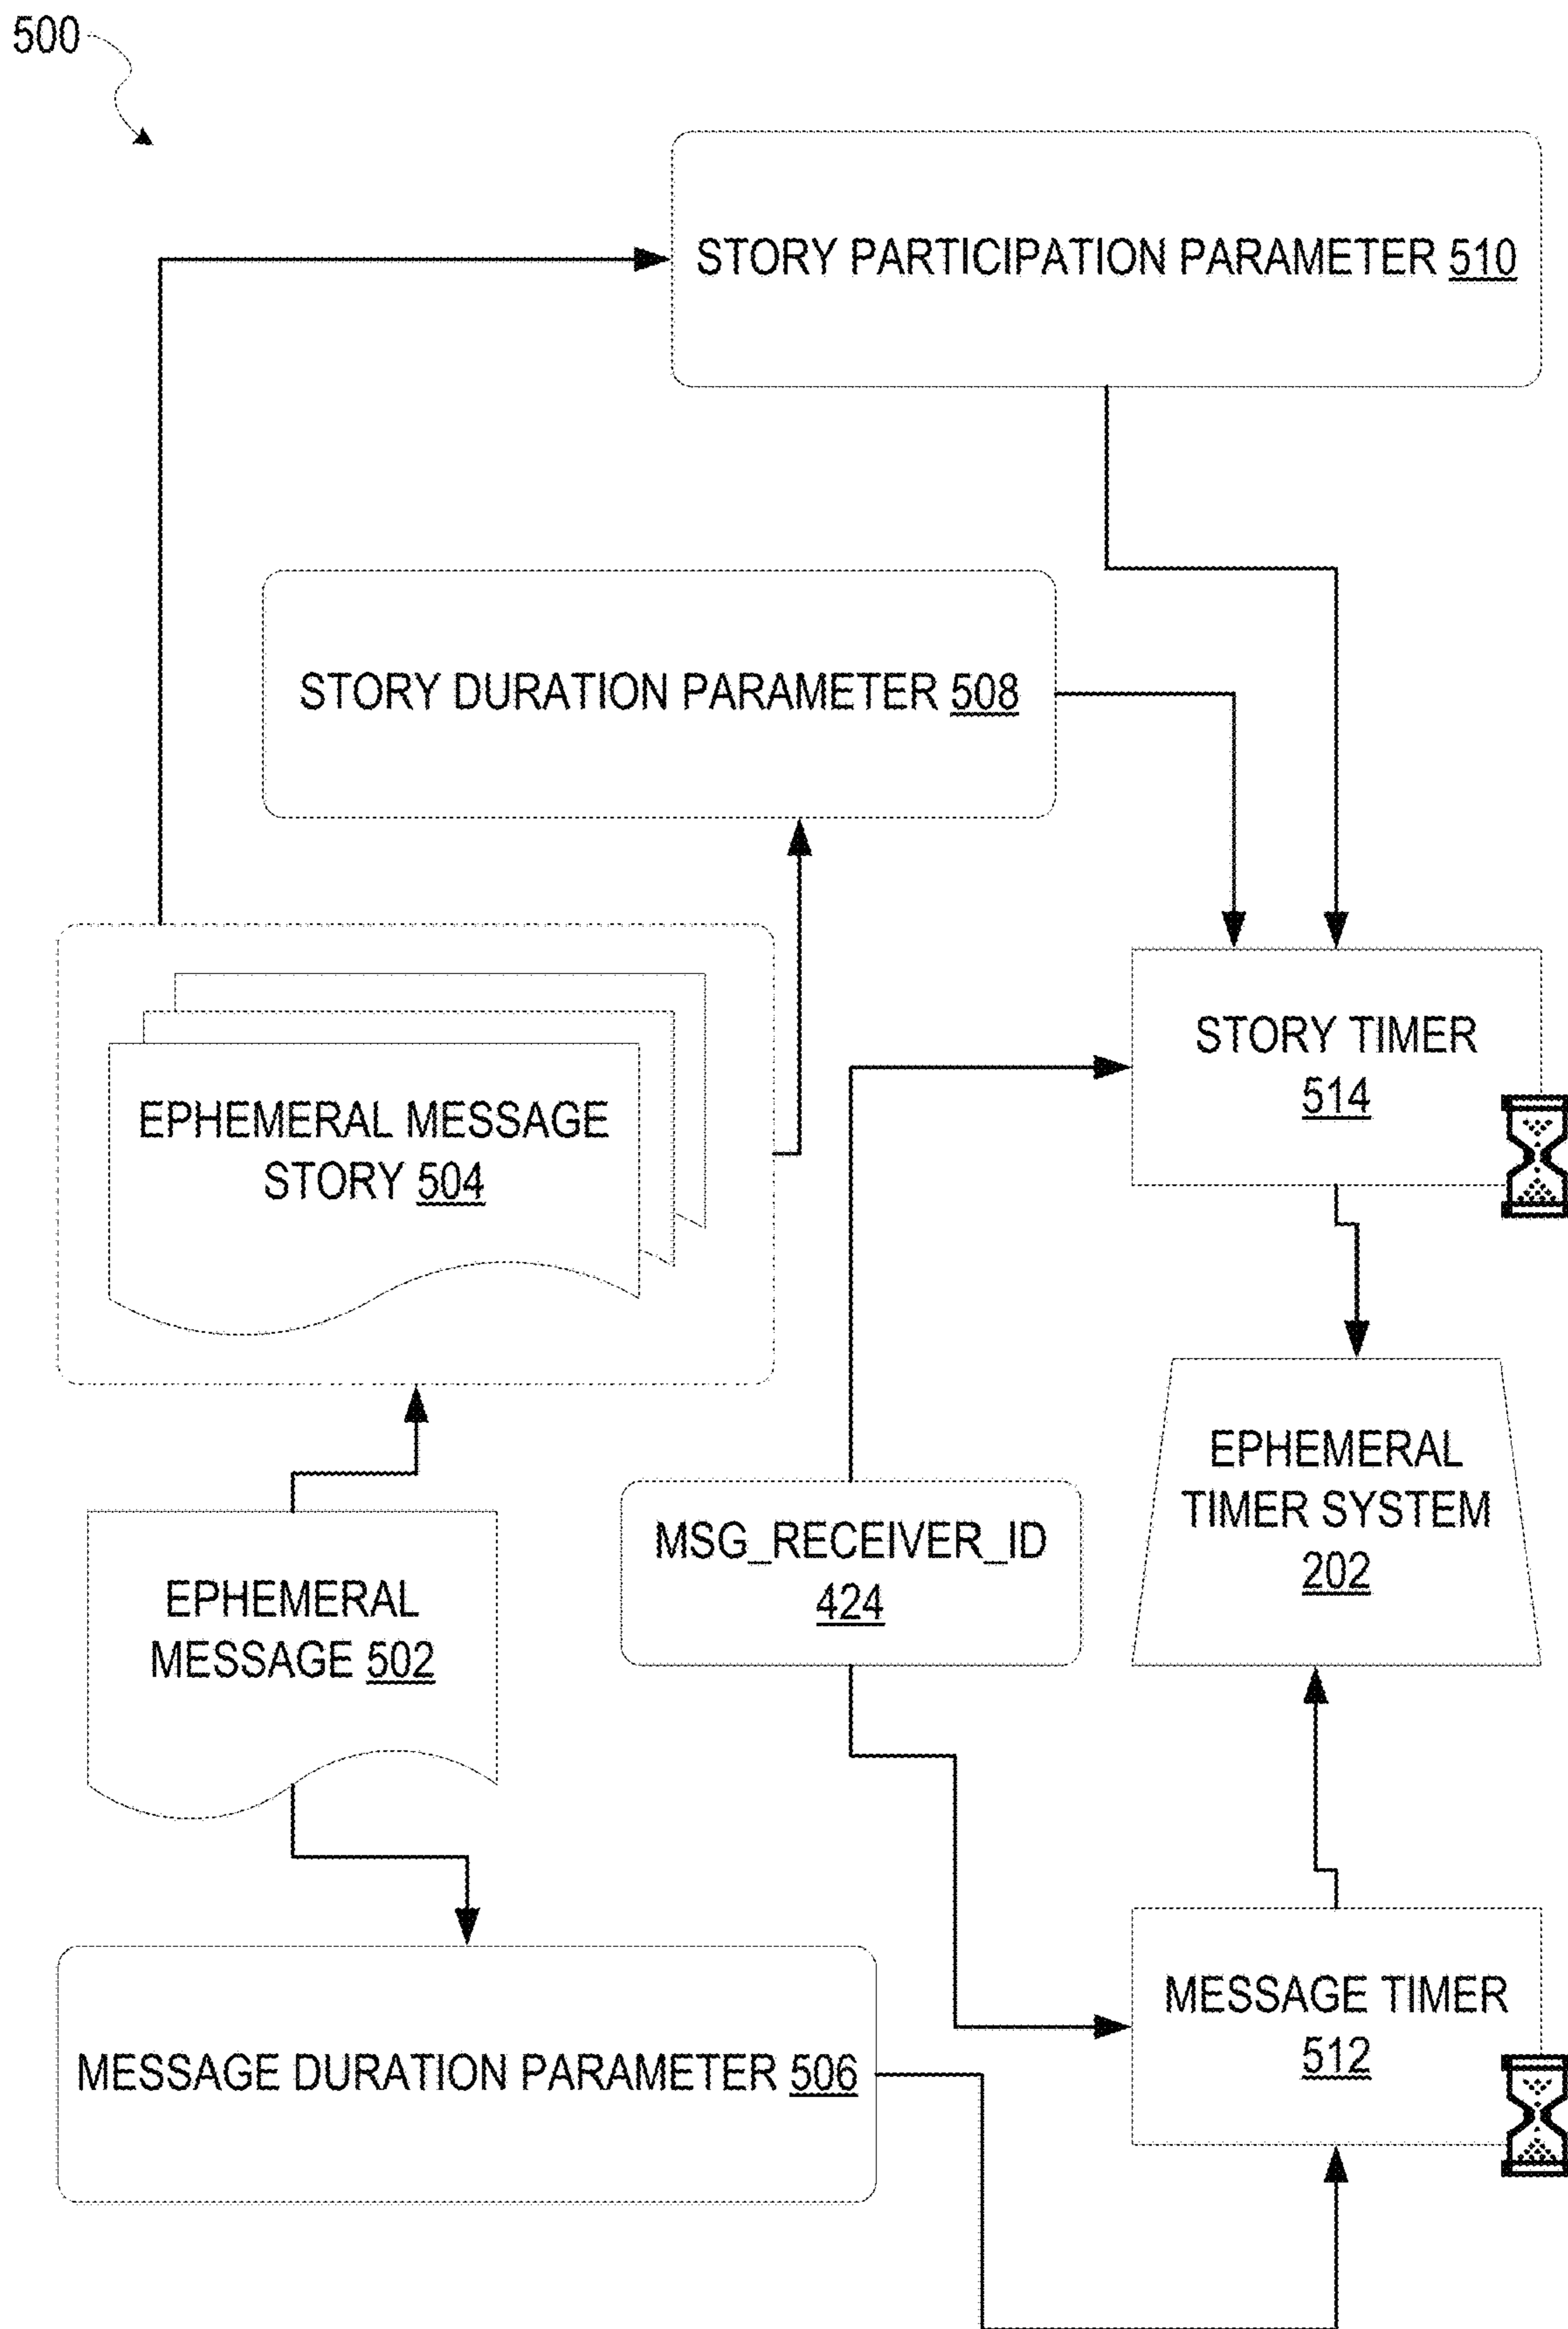 500
STORY PARTICIPATION PARAMETER 510
STORY DURATION PARAMETER 508
EPHEMERAL MESSAGE
STORY 504
STORY TIMER
514
EPHEMERAL
TIMER SYSTEM
202
MSG_RECEIVER_ID
424
EPHEMERAL
MESSAGE 502
MESSAGE TIMER
512
MESSAGE DURATION PARAMETER 506